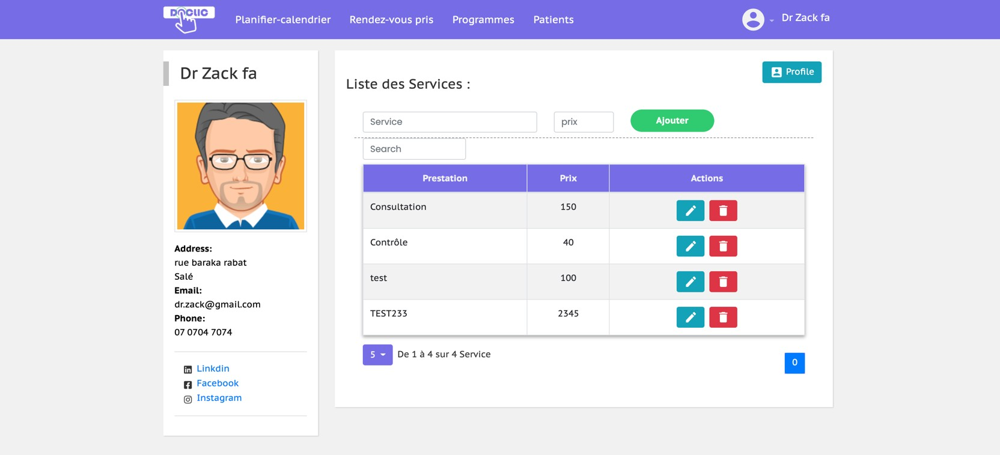 DOCLIC
Planifier-calendrier
Rendez-vous pris
Programmes
Patients
Dr Zack fa
Dr Zack fa
Address:
rue baraka rabat
Salé
Email:
dr.zack@gmail.com
Phone:
07 0704 7074
Linkdin
Facebook
Instagram
Profile
Liste des Services :
Service
prix
Ajouter
Search
Prestation Prix Actions
Consultation 150
Contrôle 40
test 100
TEST233 2345
5 De 1 à 4 sur 4 Service
0